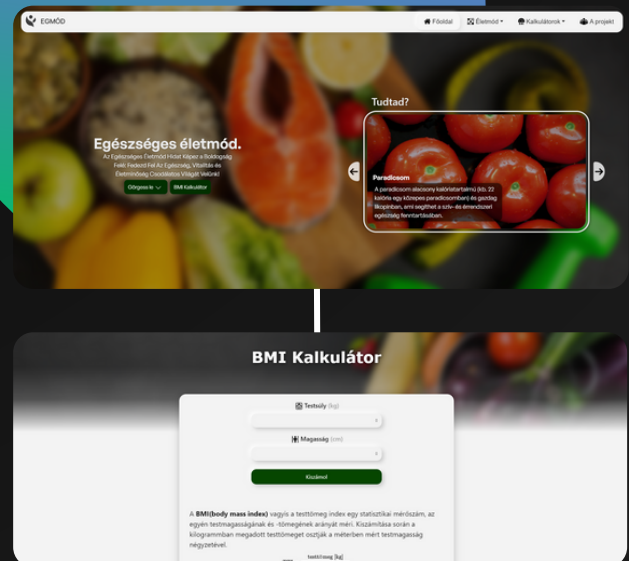 EGMÓD
Főoldal Életmód Kalkulátorok A projekt
Tudtad?
Egészséges életmód.
Az Egészséges Életmód Hidat Képez a Boldogság
Felé: Fedezd Fel Az Egészség, Vitalitás és
Életminőség Csodálatos Világát Velünk!
Görgess le BMI Kalkulátor
Paradicsom
A paradicsom alacsony kalóriatartalmú (kb. 22
kalória egy közepes paradicsomban) és gazdag
likopinban, ami segíthet a szív- és érrendszeri
egészség fenntartásában.
BMI Kalkulátor
Testsúly (kg)
Magasság (cm)
Kiszámol
A BMI(body mass index) vagyis a testtömeg index egy statisztikai mérőszám, az
egyén testmagasságának és -tömegének arányát méri. Kiszámítása során a
kilogrammban megadott testtömeget osztják a méterben mért testmagasság
négyzetével.
testtömeg [kg]